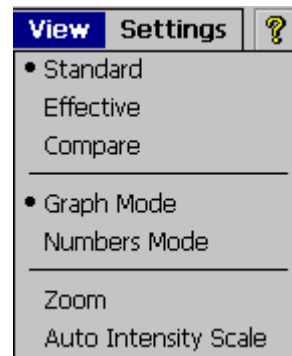 View Settings ?
Standard
Effective
Compare
Graph Mode
Numbers Mode
Zoom
Auto Intensity Scale